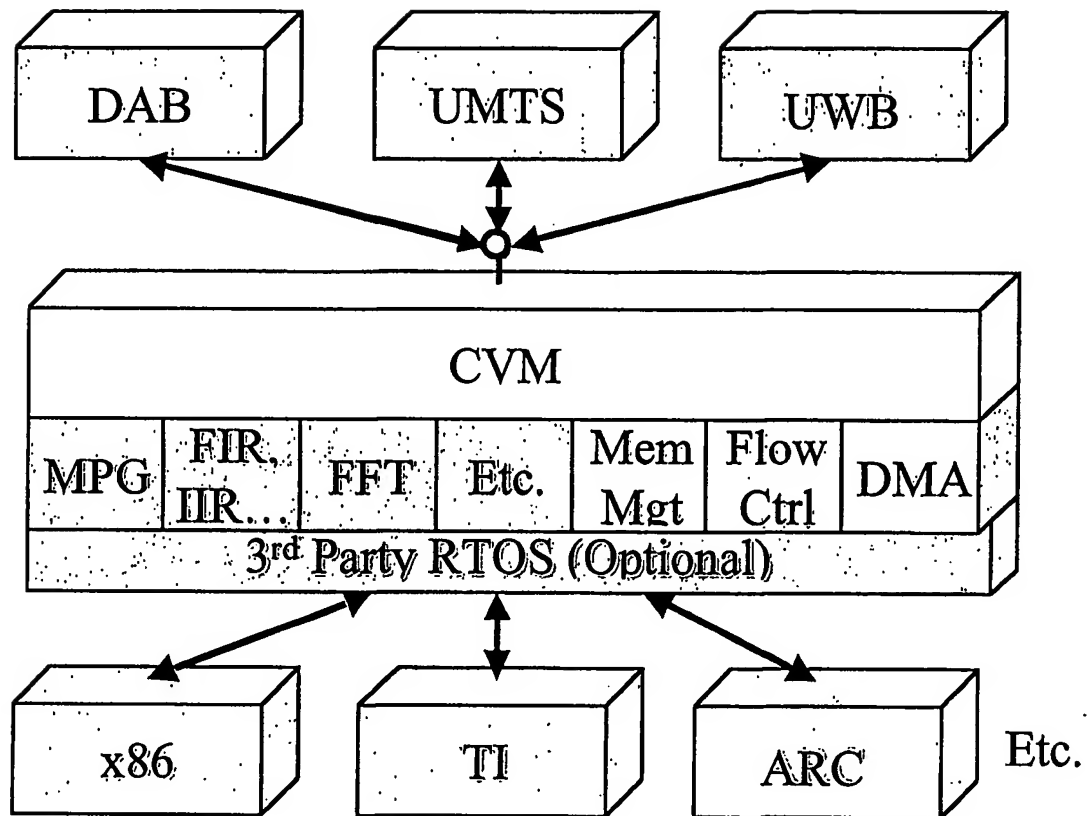 DAB
UMTS
UWB
CVM
MPG
FIR,
IIR...
FFT
Etc.
Mem
Mgt
Flow
Ctrl
DMA
3rd Party RTOS (Optional)
x86
TI
ARC
Etc.